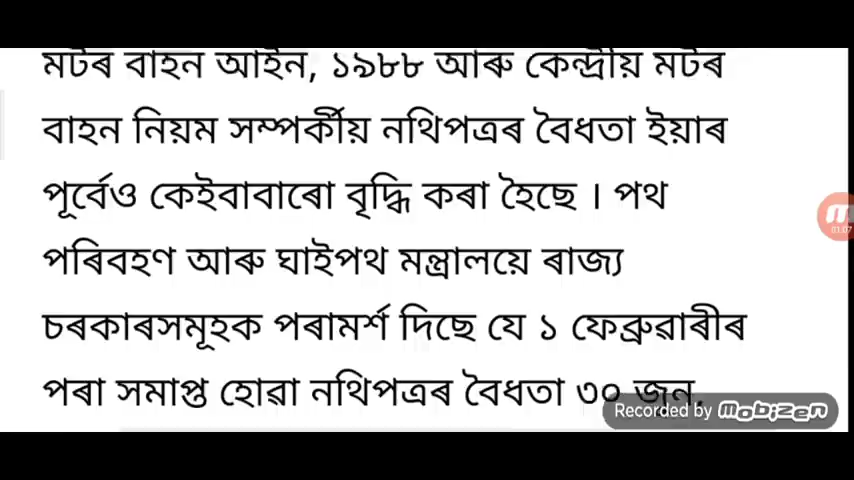 মটৰ বাহন আইন, ১৯৮৮ আৰু কেন্দ্ৰীয় মটৰ
বাহন নিয়ম সম্পৰ্কীয় নথিপত্ৰৰ বৈধতা ইয়াৰ
পূৰ্বেও কেইবাবাৰো বৃদ্ধি কৰা হৈছে । পথ
পৰিবহণ আৰু ঘাইপথ মন্ত্ৰালয়ে ৰাজ্য
চৰকাৰসমূহক পৰামৰ্শ দিছে যে ১ ফেব্ৰুৱাৰীৰ
পৰা সমাপ্ত হোৱা নথিপত্ৰৰ বৈধতা ৩০ জুন,
Recorded by Mobizen
01:07